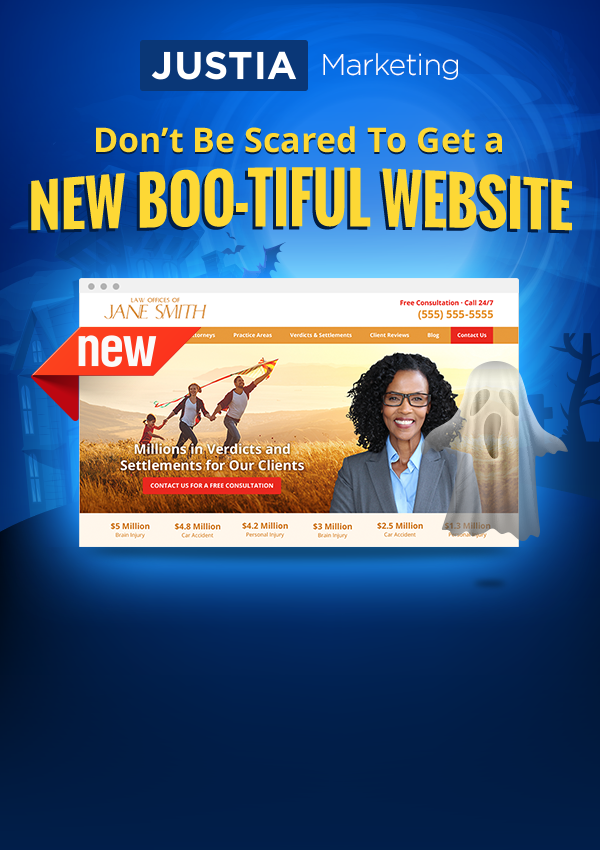 JUSTIA Marketing
Don't Be Scared To Get a
NEW BOO-TIFUL WEBSITE
LAW OFFICES OF
JANE SMITH
Free Consultation - Call 24/7
(555) 555-5555
new
Practice Areas Verdicts & Settlements Client Reviews Blog Contact Us
Millions in Verdicts and
Settlements for Our Clients
CONTACT US FOR A FREE CONSULTATION
$5 Million $4.8 Million $4.2 Million $3 Million $2.5 Million $1.3 Million
Brain Injury Car Accident Personal Injury Brain Injury Car Accident Personal Injury